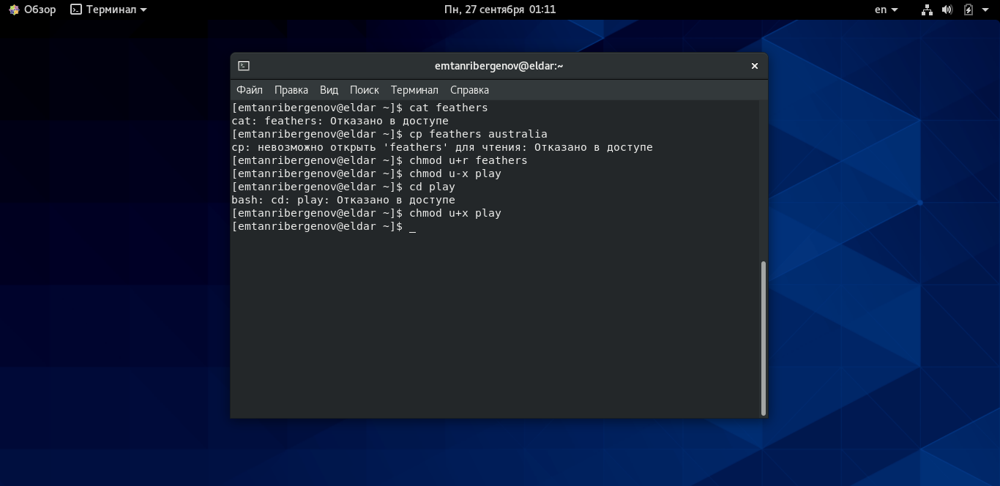 Обзор Терминал Пн, 27 сентября 01:11 en
emtanribergenov@eldar:~
Файл Правка Вид Поиск Терминал Справка
[emtanribergenov@eldar ~]$ cat feathers
cat: feathers: Отказано в доступе
[emtanribergenov@eldar ~]$ cp feathers australia
cp: невозможно открыть 'feathers' для чтения: Отказано в доступе
[emtanribergenov@eldar ~]$ chmod u+r feathers
[emtanribergenov@eldar ~]$ chmod u-x play
[emtanribergenov@eldar ~]$ cd play
bash: cd: play: Отказано в доступе
[emtanribergenov@eldar ~]$ chmod u+x play
[emtanribergenov@eldar ~]$ _